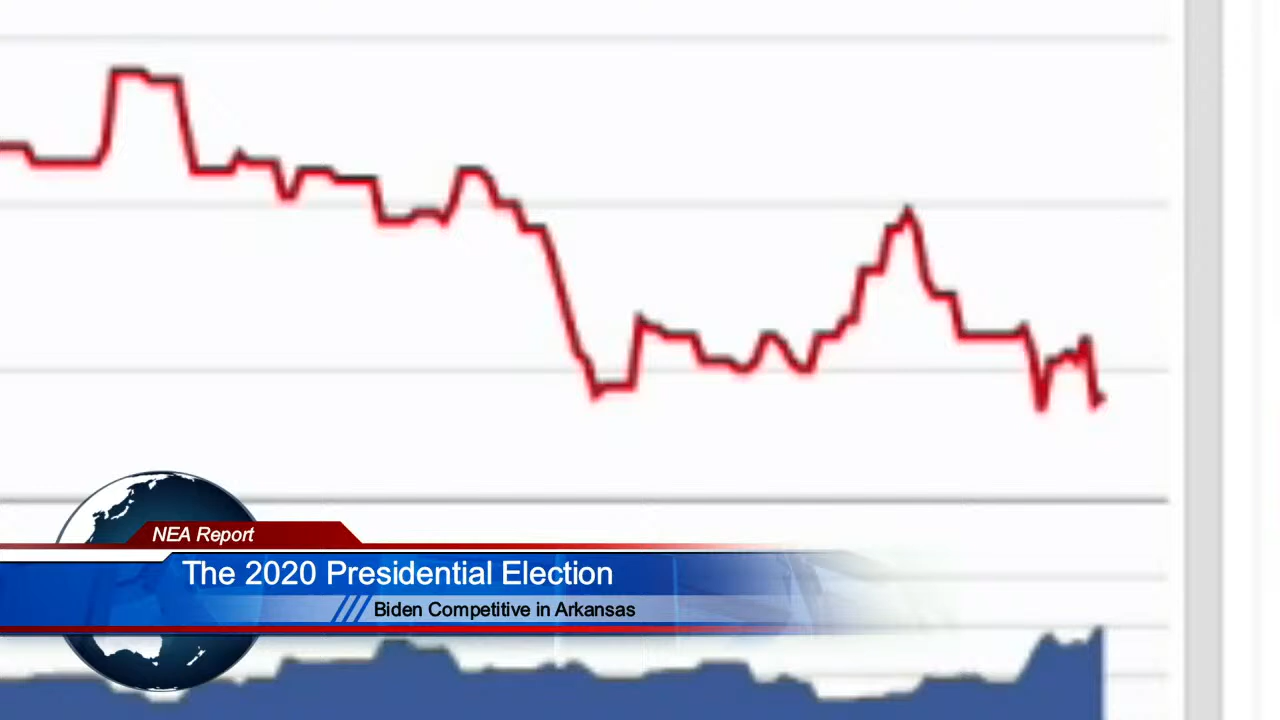 NEA Report
The 2020 Presidential Election
Biden Competitive in Arkansas